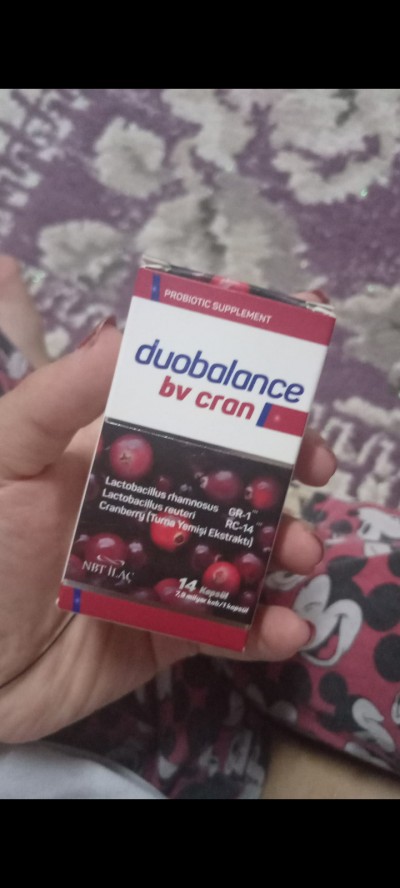 PROBIOTIC SUPPLEMENT
duobalance
bv cran
Lactobacillus rhamnosus GR-1™
Lactobacillus reuteri RC-14
Cranberry (Turna Yemişi Ekstraktı)
NBT İLAÇ
14 Kapsül